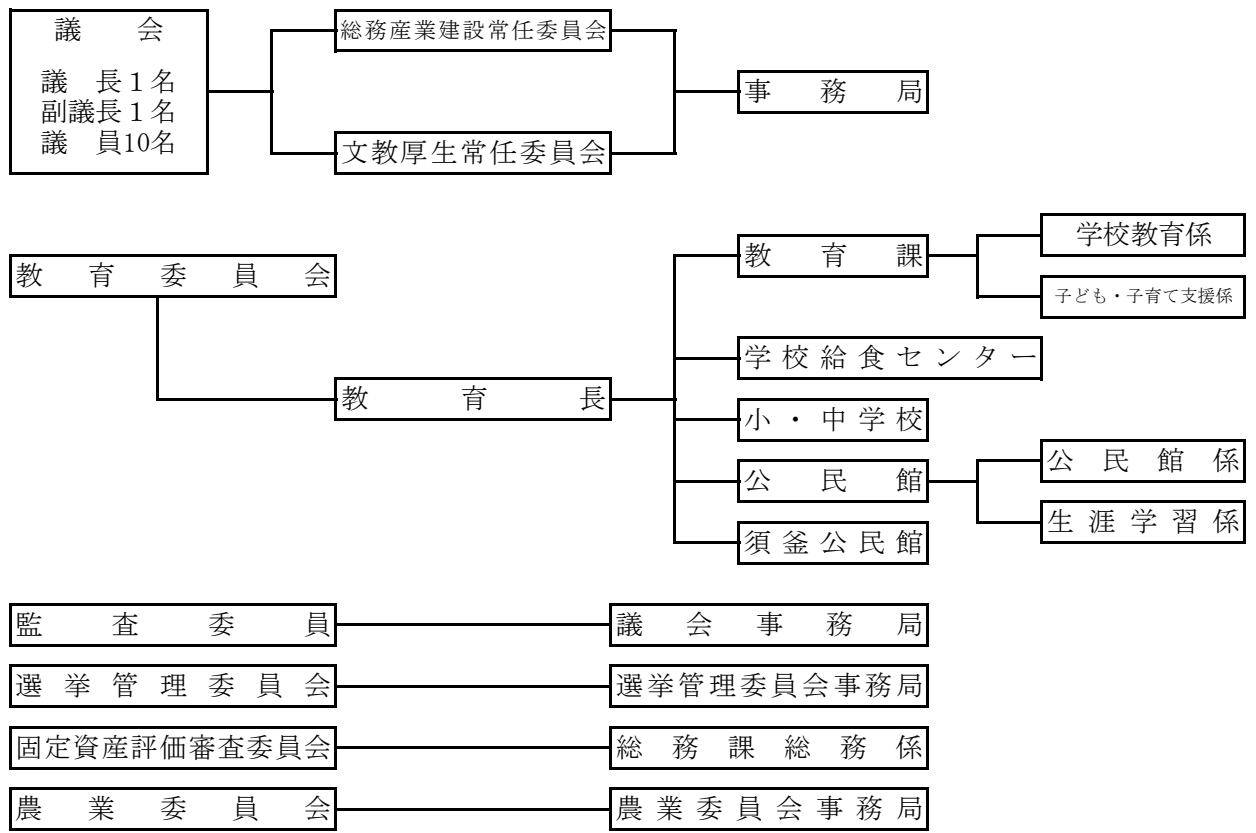 議会
議長1名
副議長1名
議員10名
総務産業建設常任委員会
文教厚生常任委員会
事務局
教育委員会
教育長
教育課
学校教育係
子ども・子育て支援係
学校給食センター
小・中学校
公民館
公民館係
生涯学習係
須釜公民館
監査委員
議会事務局
選挙管理委員会
選挙管理委員会事務局
固定資産評価審査委員会
総務課総務係
農業委員会
農業委員会事務局